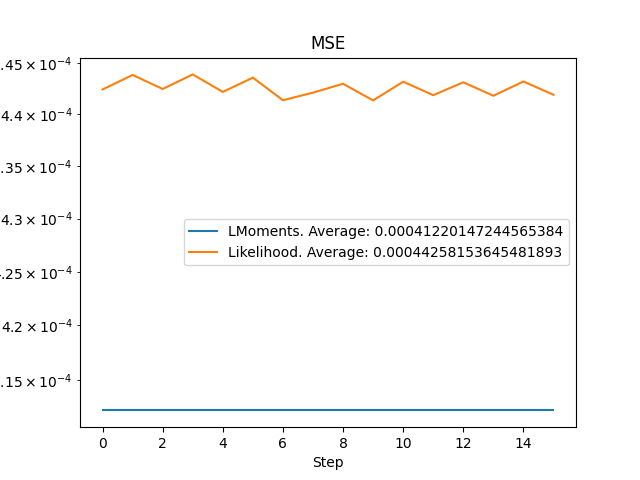 MSE
.45 × 10⁻⁴
4.4 × 10⁻⁴
.35 × 10⁻⁴
4.3 × 10⁻⁴
.25 × 10⁻⁴
4.2 × 10⁻⁴
.15 × 10⁻⁴
LMoments. Average: 0.00041220147244565384
Likelihood. Average: 0.00044258153645481893
0 2 4 6 8 10 12 14
Step